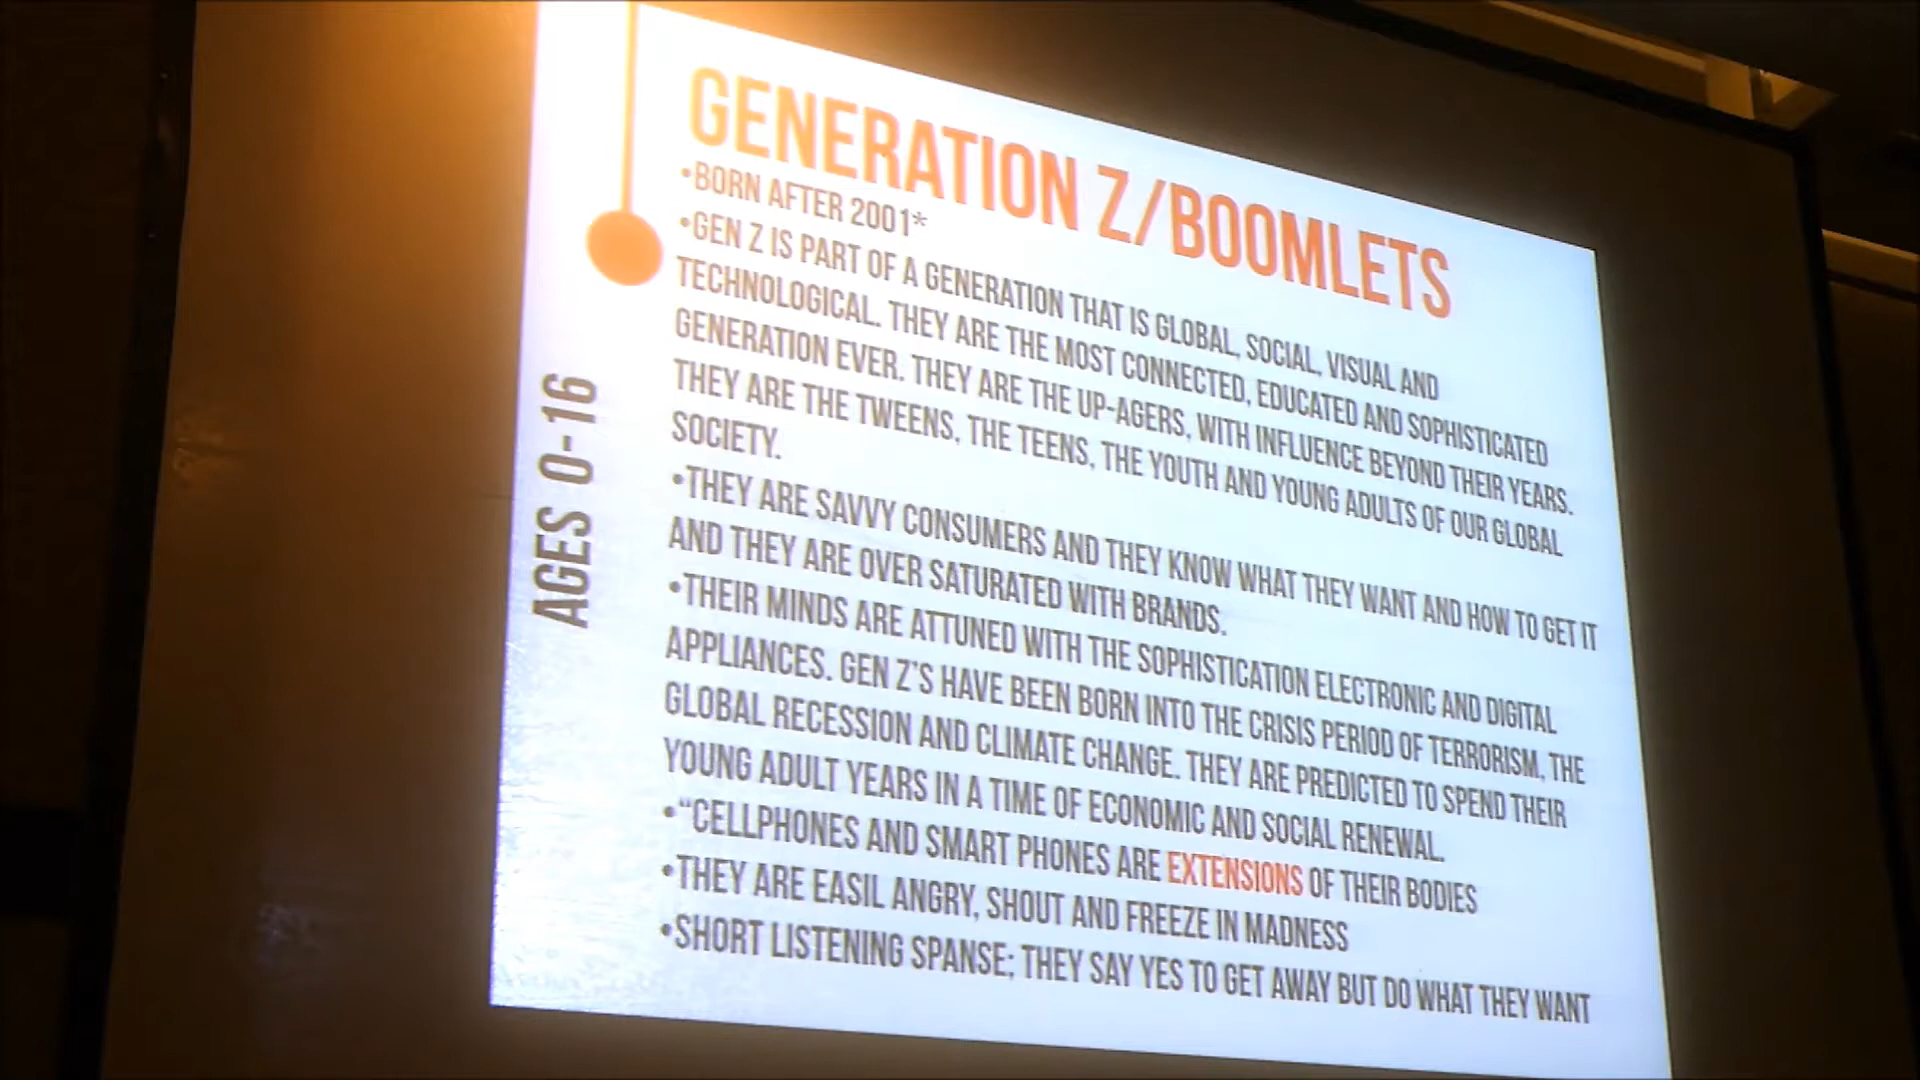 GENERATION Z/BOOMLETS
•BORN AFTER 2001*
•GEN Z IS PART OF A GENERATION THAT IS GLOBAL, SOCIAL, VISUAL AND
TECHNOLOGICAL. THEY ARE THE MOST CONNECTED, EDUCATED AND SOPHISTICATED
GENERATION EVER. THEY ARE THE UP-AGERS, WITH INFLUENCE BEYOND THEIR YEARS.
THEY ARE THE TWEENS, THE TEENS, THE YOUTH AND YOUNG ADULTS OF OUR GLOBAL
SOCIETY.
•THEY ARE SAVVY CONSUMERS AND THEY KNOW WHAT THEY WANT AND HOW TO GET IT
AND THEY ARE OVER SATURATED WITH BRANDS.
•THEIR MINDS ARE ATTUNED WITH THE SOPHISTICATION ELECTRONIC AND DIGITAL
APPLIANCES. GEN Z'S HAVE BEEN BORN INTO THE CRISIS PERIOD OF TERRORISM, THE
GLOBAL RECESSION AND CLIMATE CHANGE. THEY ARE PREDICTED TO SPEND THEIR
YOUNG ADULT YEARS IN A TIME OF ECONOMIC AND SOCIAL RENEWAL.
•“CELLPHONES AND SMART PHONES ARE EXTENSIONS OF THEIR BODIES
•THEY ARE EASIL ANGRY, SHOUT AND FREEZE IN MADNESS
•SHORT LISTENING SPANSE; THEY SAY YES TO GET AWAY BUT DO WHAT THEY WANT
AGES 0-16